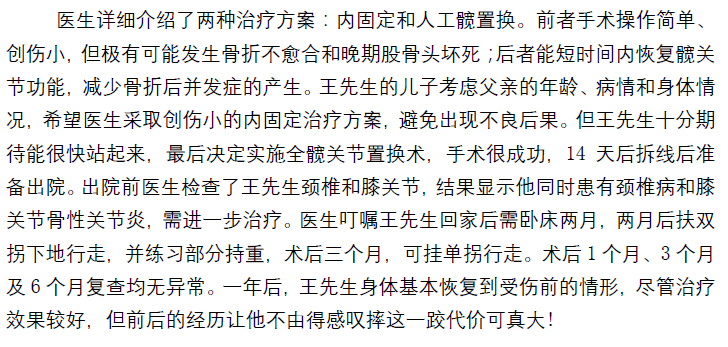 医生详细介绍了两种治疗方案：内固定和人工髋置换。前者手术操作简单、
创伤小，但极有可能发生骨折不愈合和晚期股骨头坏死；后者能短时间内恢复髋关
节功能，减少骨折后并发症的产生。王先生的儿子考虑父亲的年龄、病情和身体情
况，希望医生采取创伤小的内固定治疗方案，避免出现不良后果。但王先生十分期
待能很快站起来，最后决定实施全髋关节置换术，手术很成功，14 天后拆线后准
备出院。出院前医生检查了王先生颈椎和膝关节，结果显示他同时患有颈椎病和膝
关节骨性关节炎，需进一步治疗。医生叮嘱王先生回家后需卧床两月，两月后扶双
拐下地行走，并练习部分持重，术后三个月，可挂单拐行走。术后 1 个月、3 个月
及 6 个月复查均无异常。一年后，王先生身体基本恢复到受伤前的情形，尽管治疗
效果较好，但前后的经历让他不由得感叹摔这一跤代价可真大！